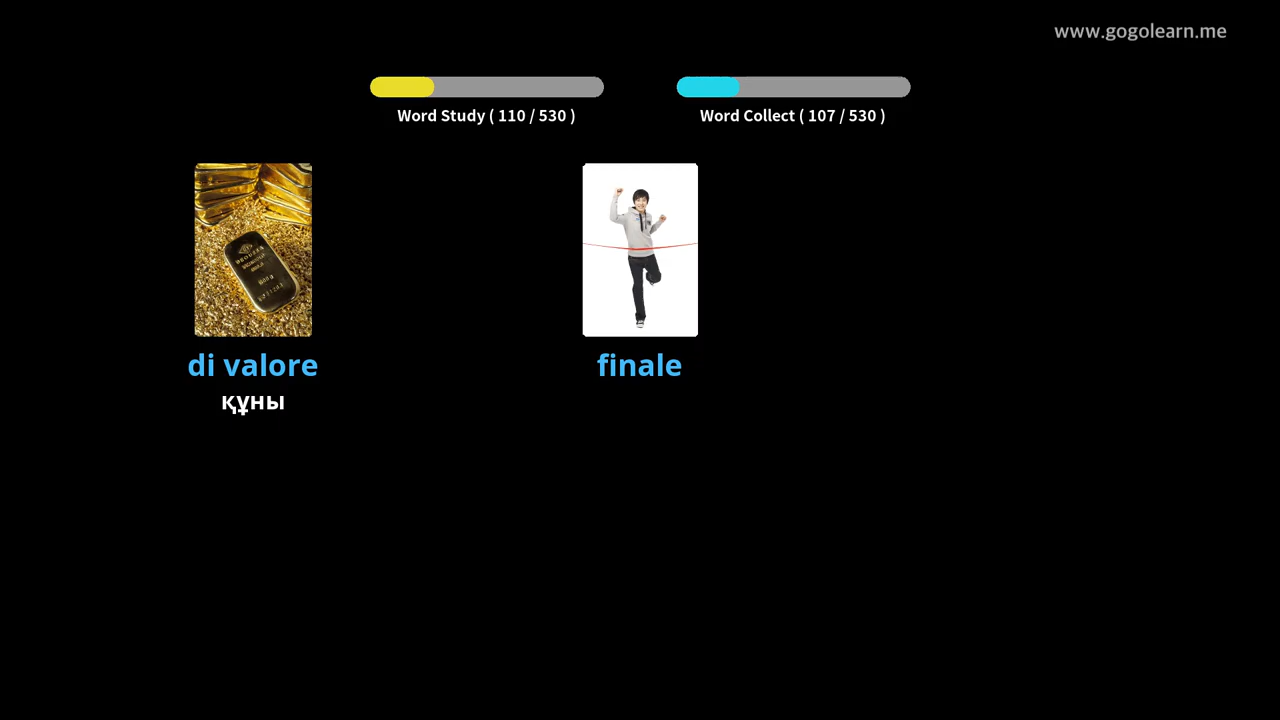 www.gogolearn.me
Word Study ( 110 / 530 )
Word Collect ( 107 / 530 )
di valore
finale
құны